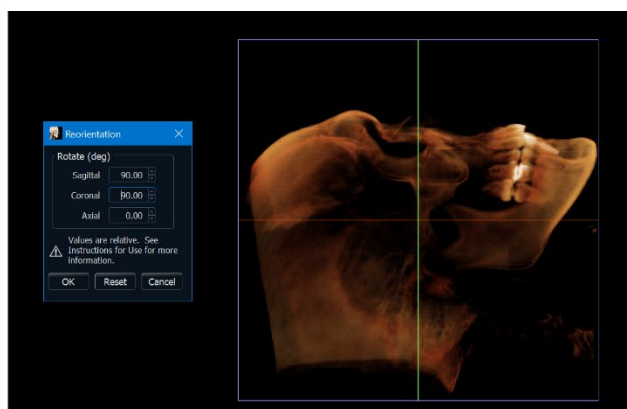 Reorientation
Rotate (deg)
Sagittal 90.00
Coronal 90.00
Axial 0.00
Values are relative. See
Instructions for Use for more
information.
OK Reset Cancel